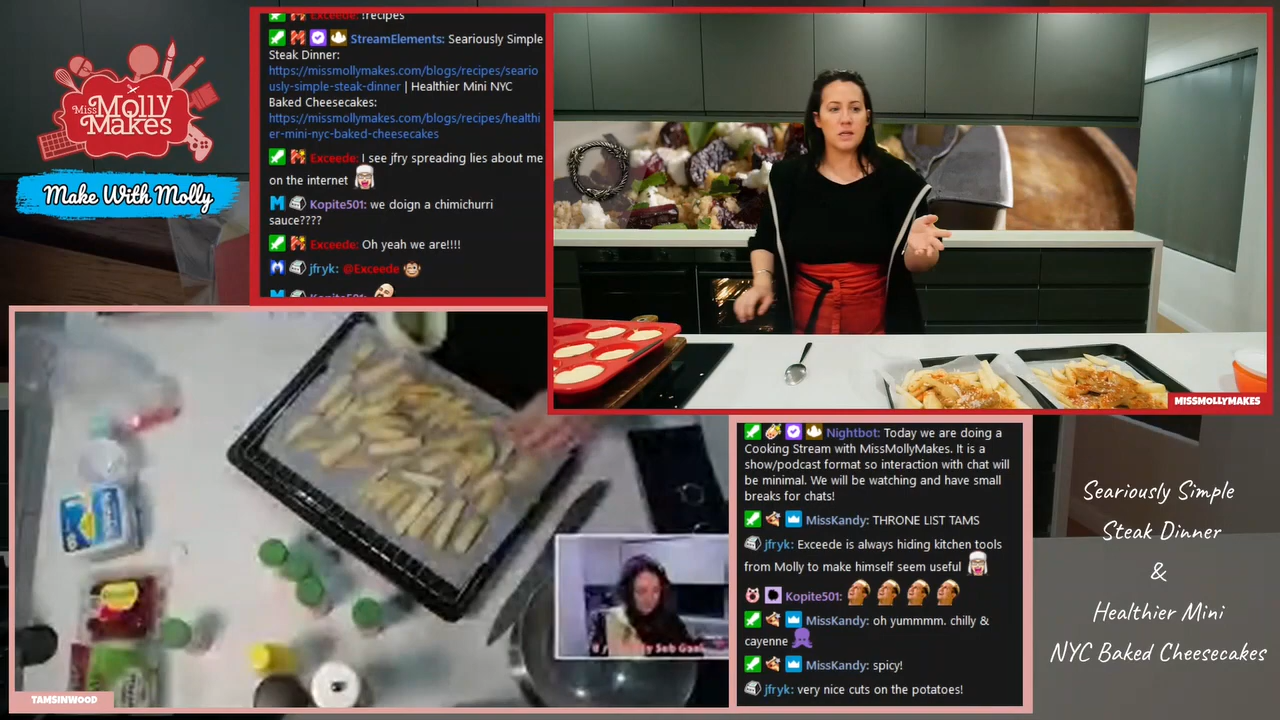 Miss
Molly
Makes
Make With Molly
Exceede: !recipes
StreamElements: Seariously Simple
Steak Dinner:
https://missmollymakes.com/blogs/recipes/seario
usly-simple-steak-dinner | Healthier Mini NYC
Baked Cheesecakes:
https://missmollymakes.com/blogs/recipes/healthi
er-mini-nyc-baked-cheesecakes
Exceede: I see jfry spreading lies about me
on the internet
Kopite501: we doign a chimichurri
sauce????
Exceede: Oh yeah we are!!!!
jfryk: @Exceede
Kopite501:
MISSMOLLYMAKES
TAMSINWOOD
Nightbot: Today we are doing a
Cooking Stream with MissMollyMakes. It is a
show/podcast format so interaction with chat will
be minimal. We will be watching and have small
breaks for chats!
MissKandy: THRONE LIST TAMS
jfryk: Exceede is always hiding kitchen tools
from Molly to make himself seem useful
Kopite501:
MissKandy: oh yummmm. chilly &
cayenne
MissKandy: spicy!
jfryk: very nice cuts on the potatoes!
Seariously Simple
Steak Dinner
&
Healthier Mini
NYC Baked Cheesecakes